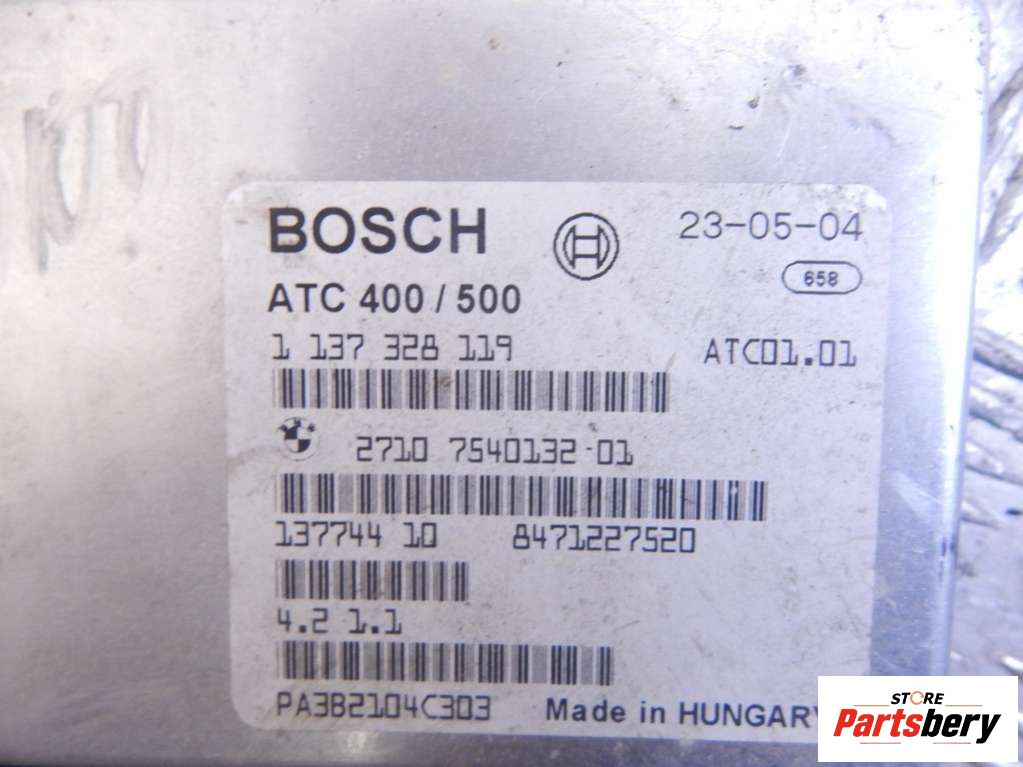 BOSCH 23-05-04
658
ATC 400 / 500
1 137 328 119 ATC01.01
2710 7540132-01
137744 10 8471227520
4.2 1.1
PA3B2104C303 Made in HUNGARY
STORE
Partsbery